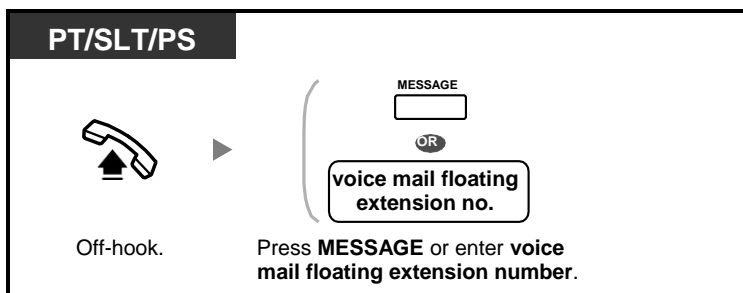 PT/SLT/PS
MESSAGE
OR
voice mail floating
extension no.
Off-hook.
Press MESSAGE or enter voice
mail floating extension number.